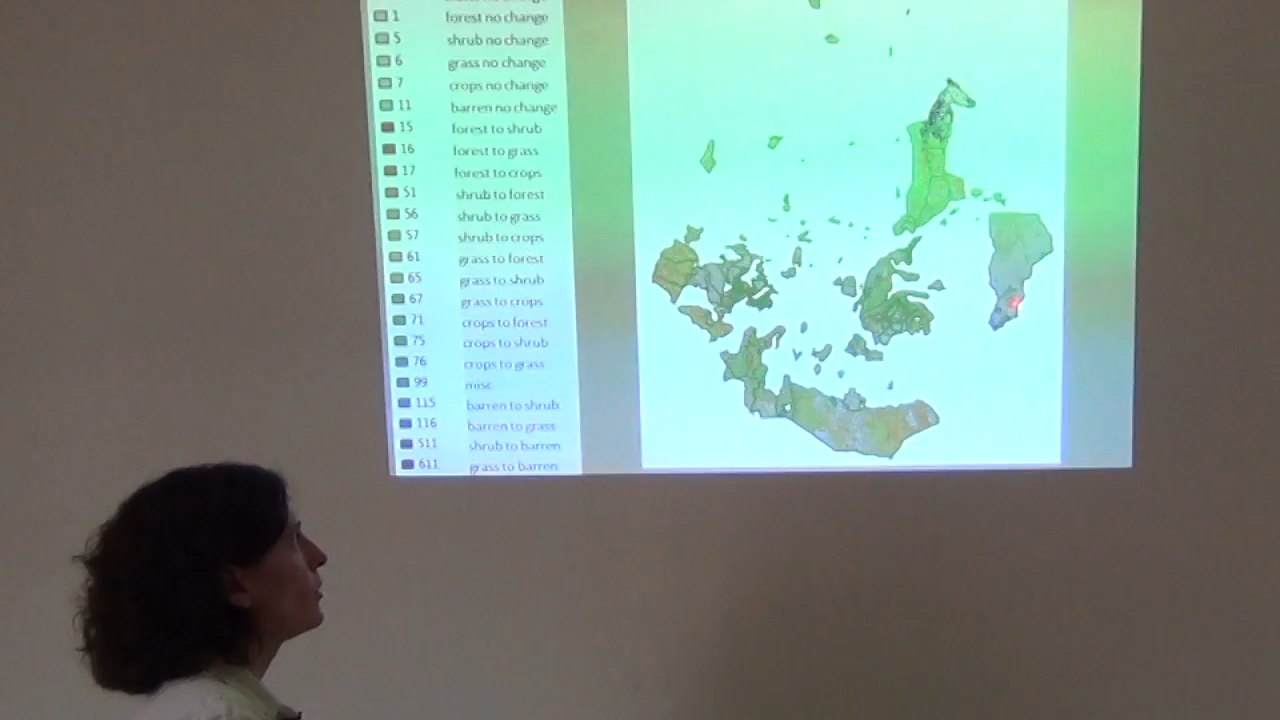 1 forest no change
5 shrub no change
6 grass no change
7 crops no change
11 barren no change
15 forest to shrub
16 forest to grass
17 forest to crops
51 shrub to forest
56 shrub to grass
57 shrub to crops
61 grass to forest
65 grass to shrub
67 grass to crops
71 crops to forest
75 crops to shrub
76 crops to grass
99 misc
115 barren to shrub
116 barren to grass
511 shrub to barren
611 grass to barren